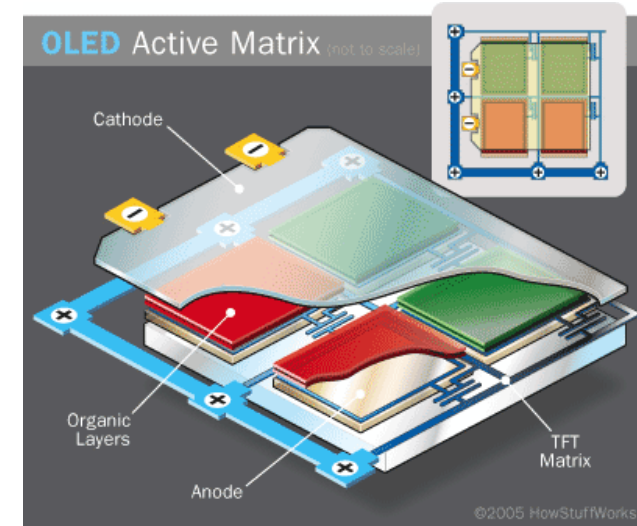 OLED Active Matrix (not to scale)
Cathode
Organic
Layers
Anode
TFT
Matrix
©2005 HowStuffWorks